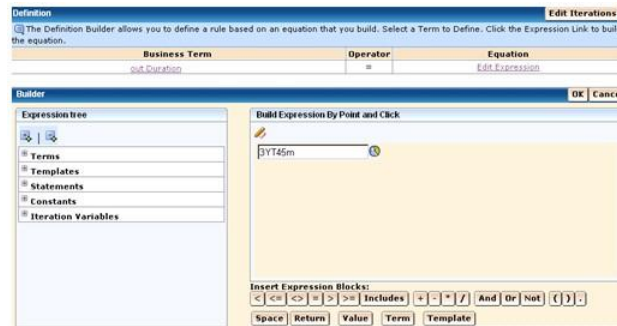 Definition
Edit Iterations
The Definition Builder allows you to define a rule based on an equation that you build. Select a Term to Define. Click the Expression Link to buil
the equation.
Business Term Operator Equation
out Duration = Edit Expression
Builder
OK Cance
Expression tree
Build Expression By Point and Click
|
3YT45m
Terms
Templates
Statements
Constants
Iteration Variables
Insert Expression Blocks:
< <= <> = > >= Includes + - * / And Or Not ( ) .
Space Return Value Term Template